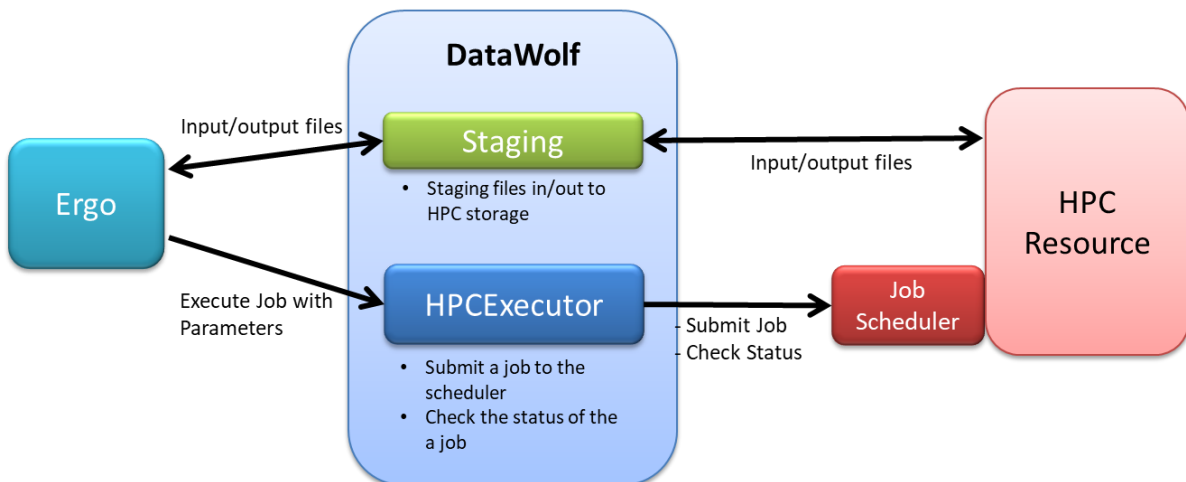 DataWolf
Input/output files
Staging
Input/output files
• Staging files in/out to
HPC storage
Ergo
HPC
Resource
Execute Job with
Parameters
HPCExecutor
- Submit Job
- Check Status
Job
Scheduler
• Submit a job to the
scheduler
• Check the status of the
a job